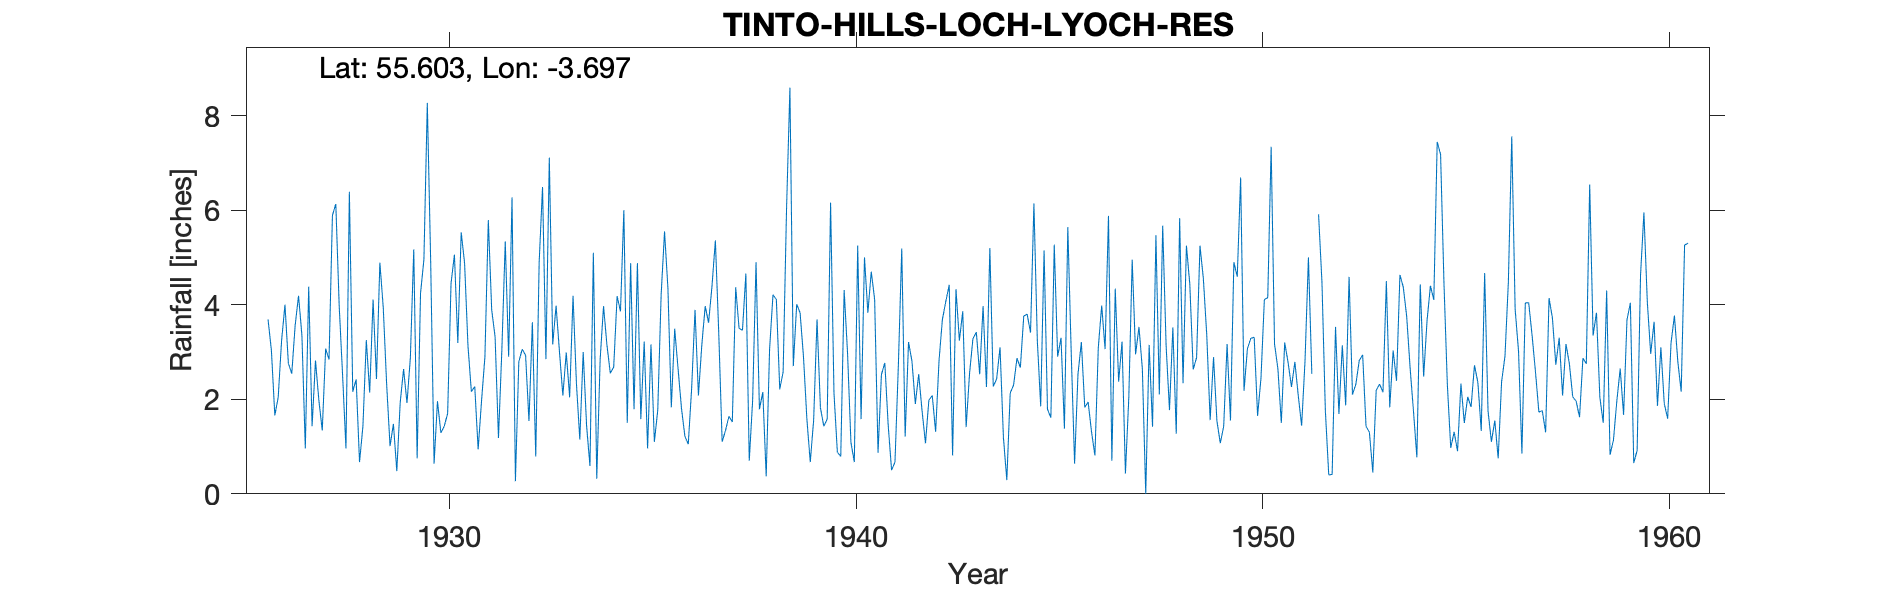 TINTO-HILLS-LOCH-LYOCH-RES
Lat: 55.603, Lon: -3.697
8
6
4
2
0
Rainfall [inches]
1930 1940 1950 1960
Year